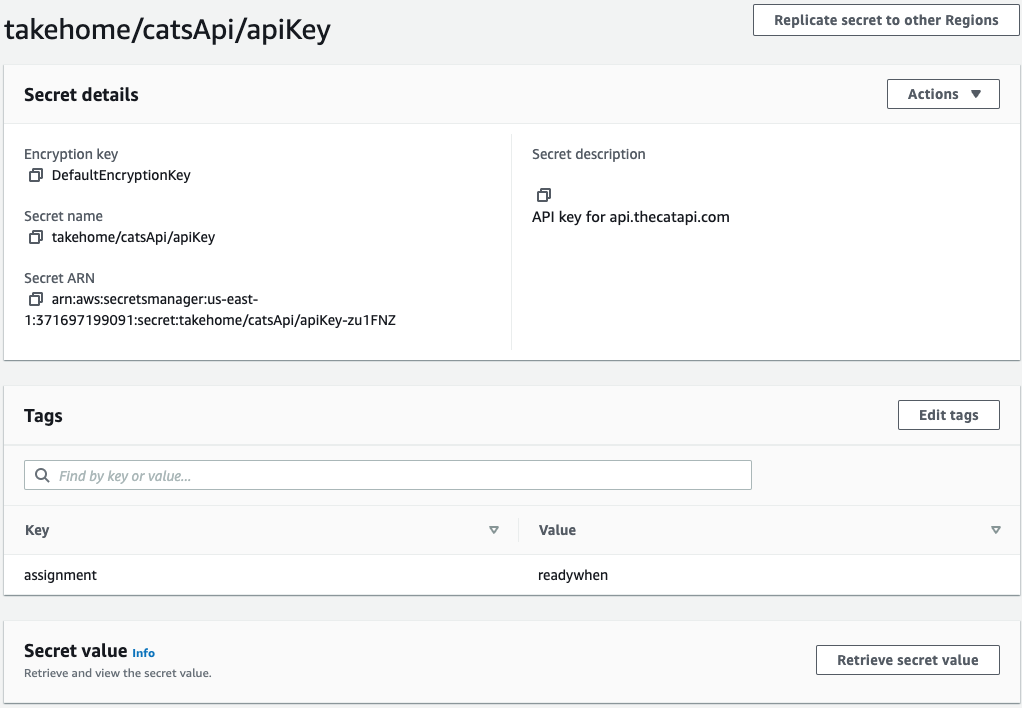 takehome/catsApi/apiKey
Replicate secret to other Regions
Secret details
Actions
Encryption key
DefaultEncryptionKey
Secret name
takehome/catsApi/apiKey
Secret ARN
arn:aws:secretsmanager:us-east-
1:371697199091:secret:takehome/catsApi/apiKey-zu1FNZ
Secret description
API key for api.thecatapi.com
Tags
Edit tags
Find by key or value...
Key
Value
assignment
readywhen
Secret value Info
Retrieve and view the secret value.
Retrieve secret value